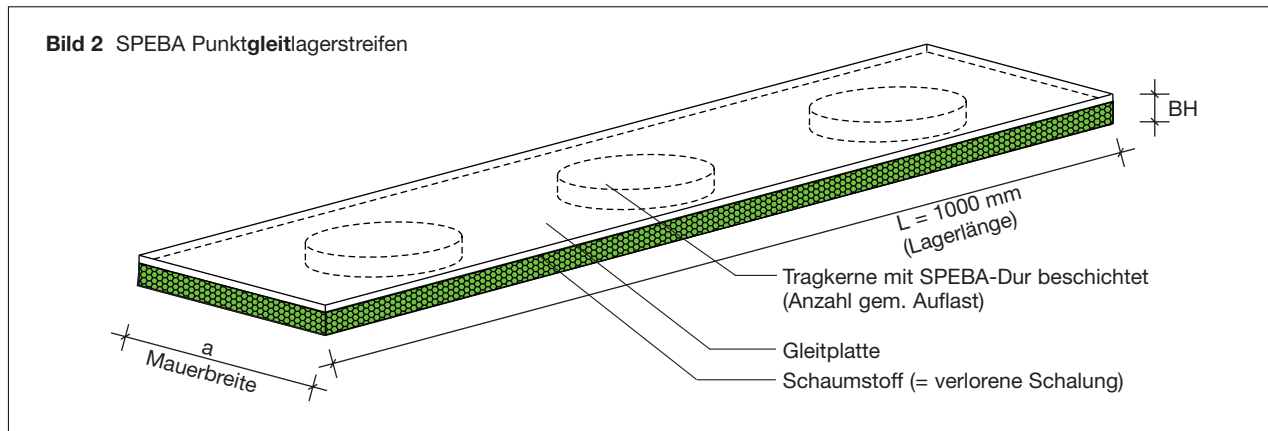 Bild 2 SPEBA Punktgleitlagerstreifen
BH
L = 1000 mm
(Lagerlänge)
Tragkerne mit SPEBA-Dur beschichtet
(Anzahl gem. Auflast)
a
Mauerbreite
Gleitplatte
Schaumstoff (= verlorene Schalung)